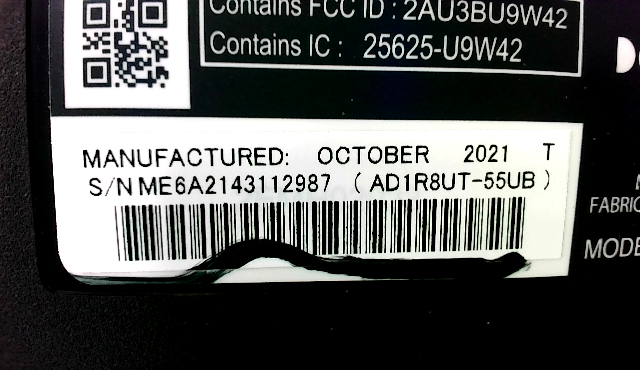 Contains FCC ID : 2AU3BU9W42
Contains IC : 25625-U9W42
MANUFACTURED: OCTOBER 2021 T
S/N ME6A2143112987 ( AD1R8UT-55UB )